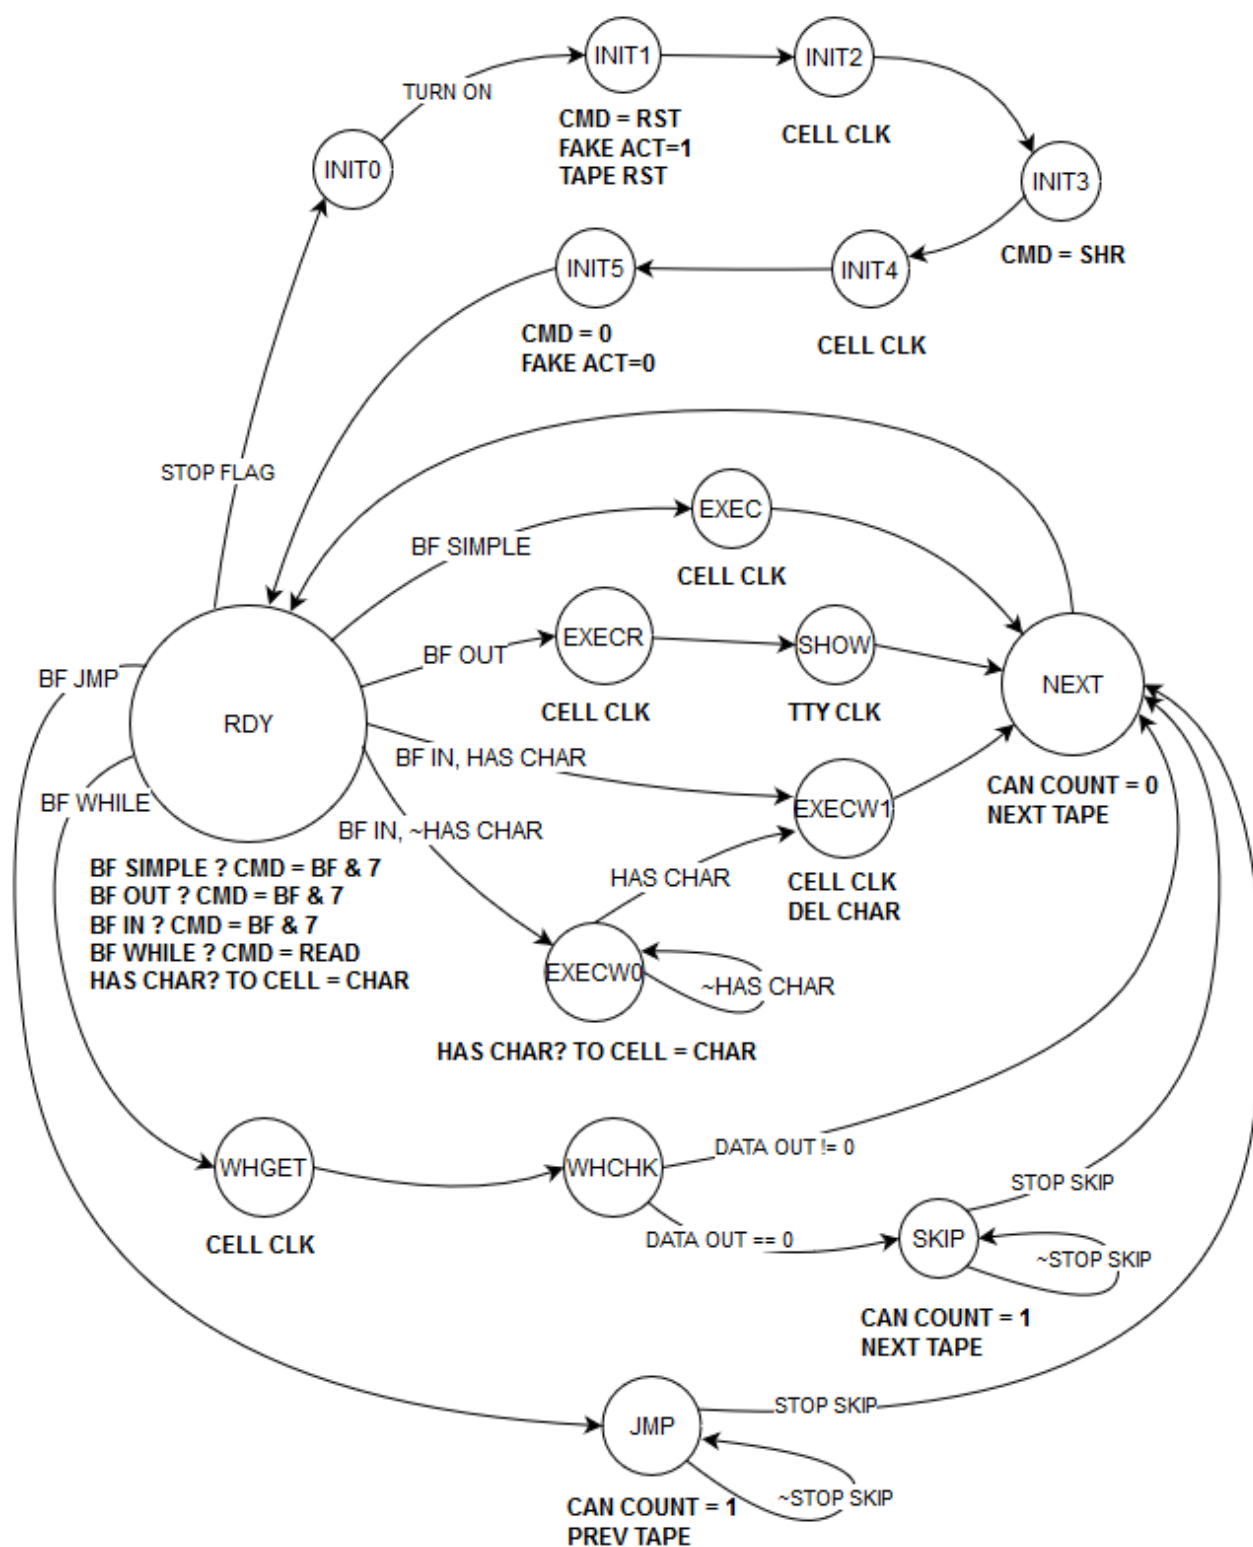 INIT1
INIT2
TURN ON
CMD = RST
FAKE ACT=1
TAPE RST
CELL CLK
INIT0
INIT3
CMD = SHR
INIT5
INIT4
CMD = 0
FAKE ACT=0
CELL CLK
STOP FLAG
EXEC
BF SIMPLE
CELL CLK
EXECR
SHOW
BF OUT
CELL CLK
TTY CLK
NEXT
BF JMP
RDY
BF IN, HAS CHAR
CAN COUNT = 0
NEXT TAPE
BF WHILE
EXECW1
BF IN, ~HAS CHAR
BF SIMPLE ? CMD = BF & 7
BF OUT ? CMD = BF & 7
BF IN ? CMD = BF & 7
BF WHILE ? CMD = READ
HAS CHAR? TO CELL = CHAR
HAS CHAR
CELL CLK
DEL CHAR
EXECW0
~HAS CHAR
HAS CHAR? TO CELL = CHAR
WHGET
WHCHK
DATA OUT != 0
STOP SKIP
CELL CLK
DATA OUT == 0
SKIP
~STOP SKIP
CAN COUNT = 1
NEXT TAPE
JMP
STOP SKIP
~STOP SKIP
CAN COUNT = 1
PREV TAPE